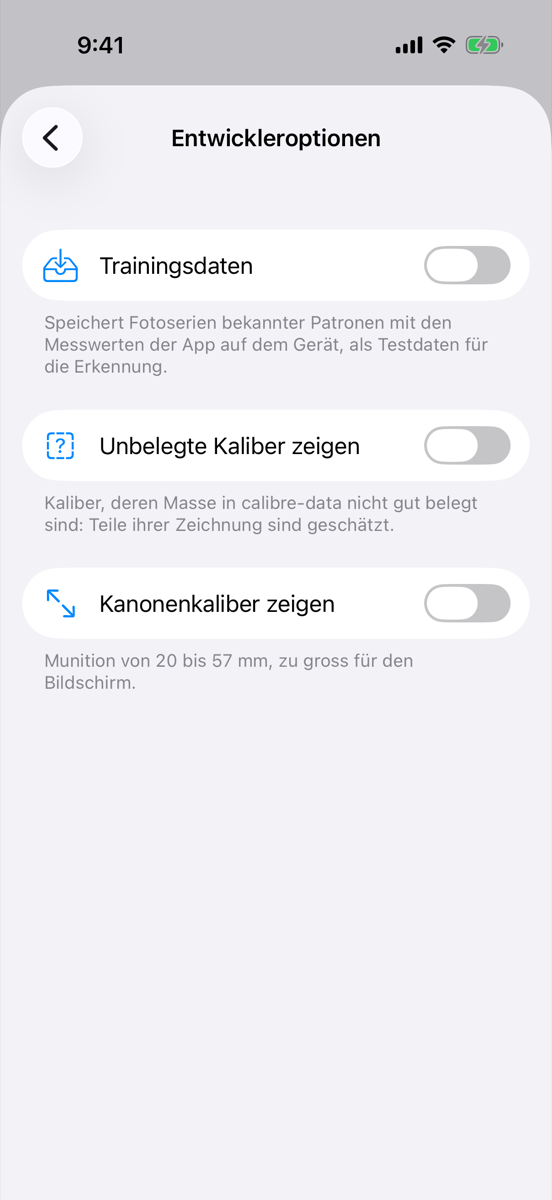 9:41
Entwickleroptionen
Trainingsdaten
Speichert Fotoserien bekannter Patronen mit den
Messwerten der App auf dem Gerät, als Testdaten für
die Erkennung.
Unbelegte Kaliber zeigen
Kaliber, deren Masse in calibre-data nicht gut belegt
sind: Teile ihrer Zeichnung sind geschätzt.
Kanonenkaliber zeigen
Munition von 20 bis 57 mm, zu gross für den
Bildschirm.